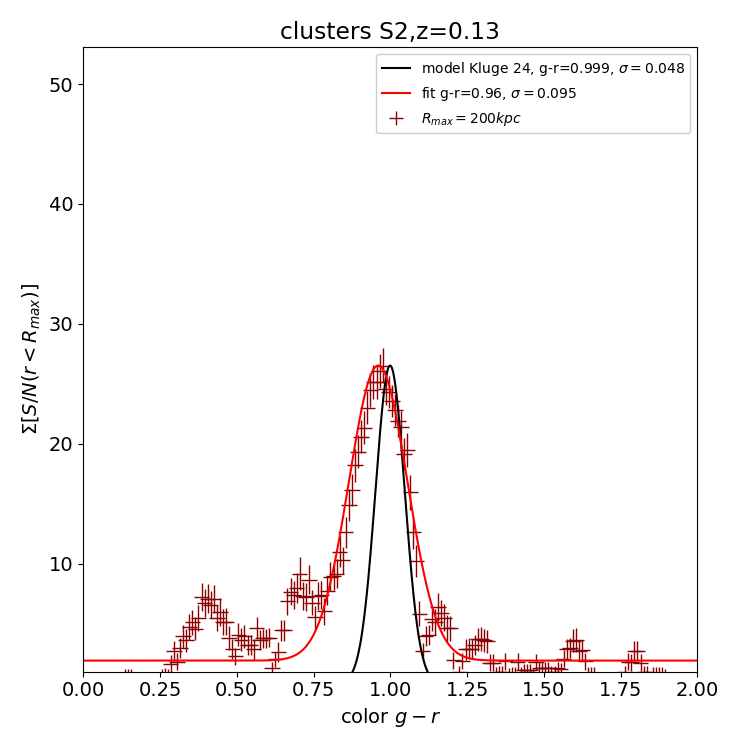 clusters S2,z=0.13
model Kluge 24, g-r=0.999, σ = 0.048
fit g-r=0.96, σ = 0.095
R_max = 200kpc
Σ[S/N(r < R_max)]
50
40
30
20
10
0.00 0.25 0.50 0.75 1.00 1.25 1.50 1.75 2.00
color g − r